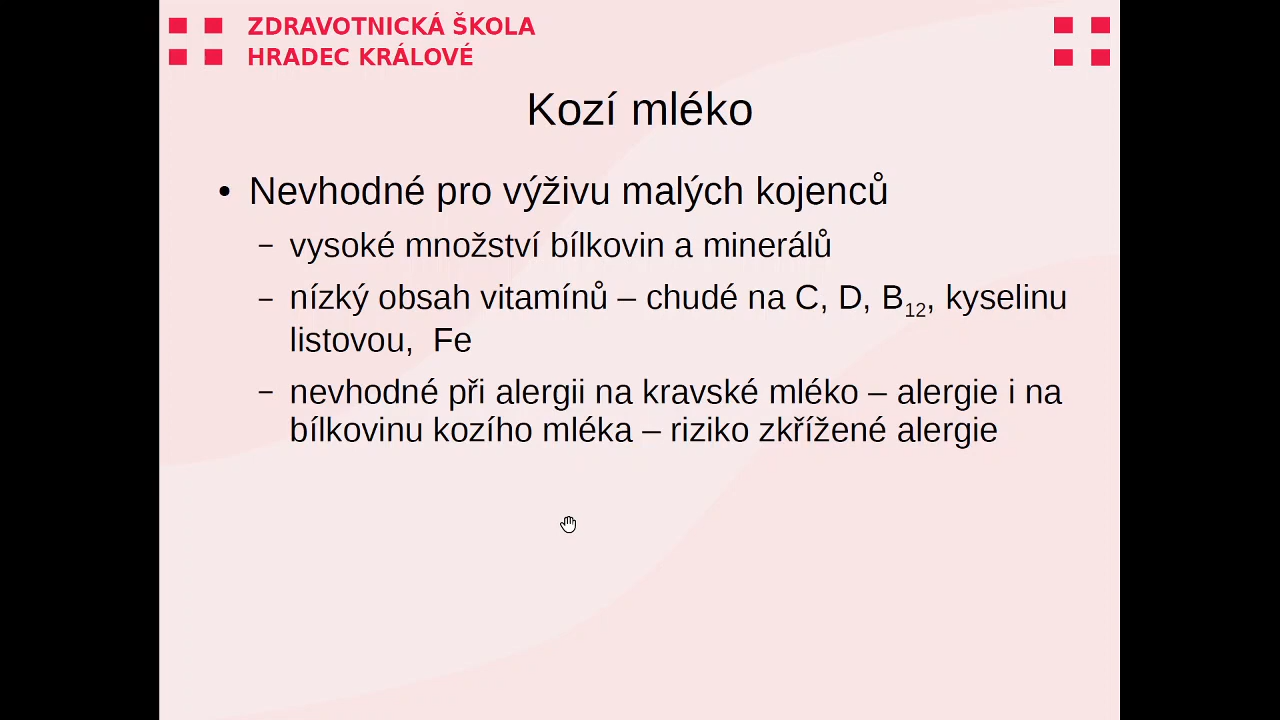 ZDRAVOTNICKÁ ŠKOLA
HRADEC KRÁLOVÉ
Kozí mléko
• Nevhodné pro výživu malých kojenců
– vysoké množství bílkovin a minerálů
– nízký obsah vitamínů – chudé na C, D, B12, kyselinu
listovou, Fe
– nevhodné při alergii na kravské mléko – alergie i na
bílkovinu kozího mléka – riziko zkřížené alergie